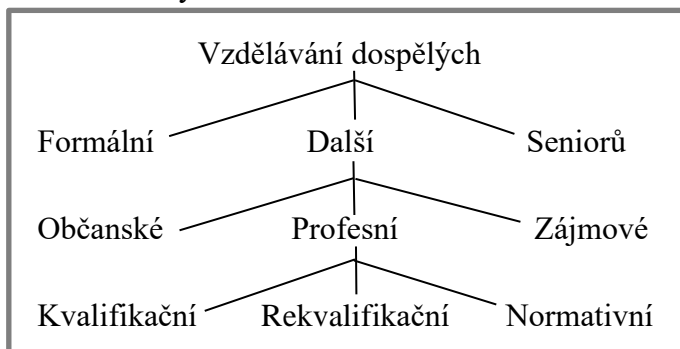 Vzdělávání dospělých
Formální Další Seniorů
Občanské Profesní Zájmové
Kvalifikační Rekvalifikační Normativní